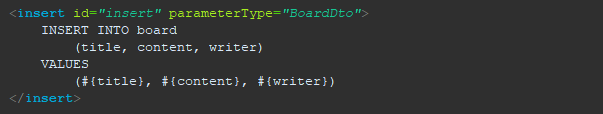 <insert id="insert" parameterType="BoardDto">
    INSERT INTO board
        (title, content, writer)
    VALUES
        (#{title}, #{content}, #{writer})
</insert>